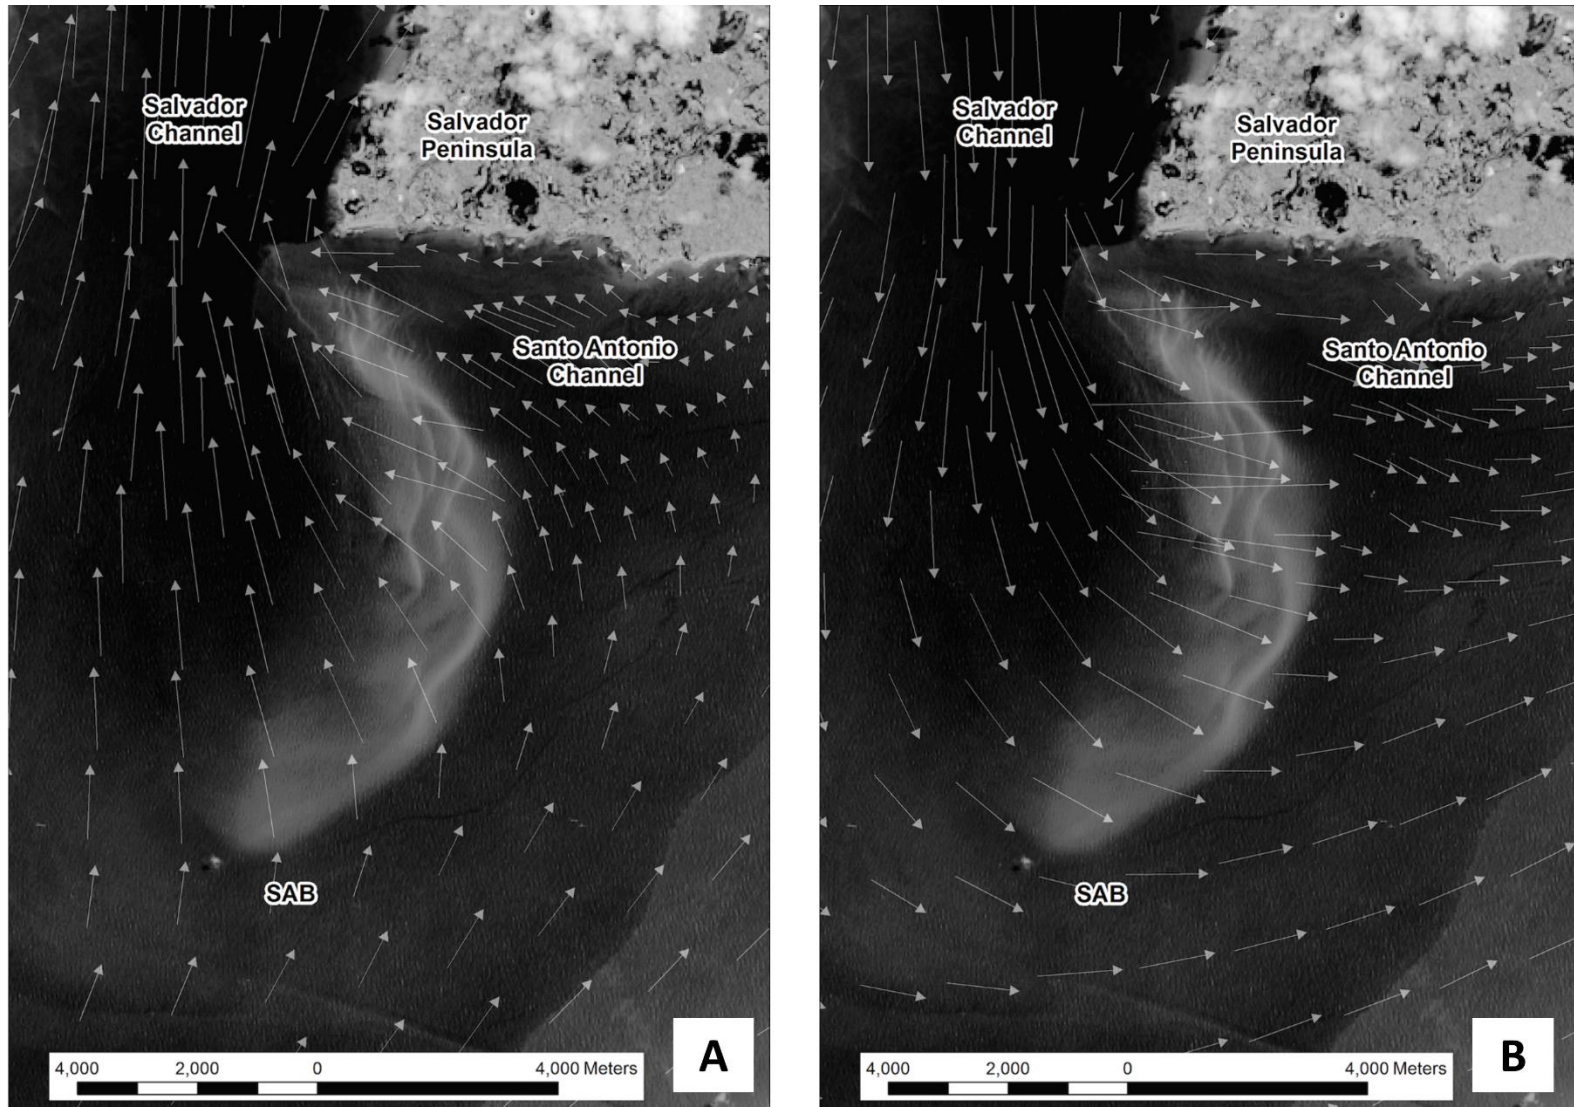 Salvador
Channel
Salvador
Peninsula
Santo Antonio
Channel
SAB
4,000 2,000 0 4,000 Meters
A
Salvador
Channel
Salvador
Peninsula
Santo Antonio
Channel
SAB
4,000 2,000 0 4,000 Meters
B